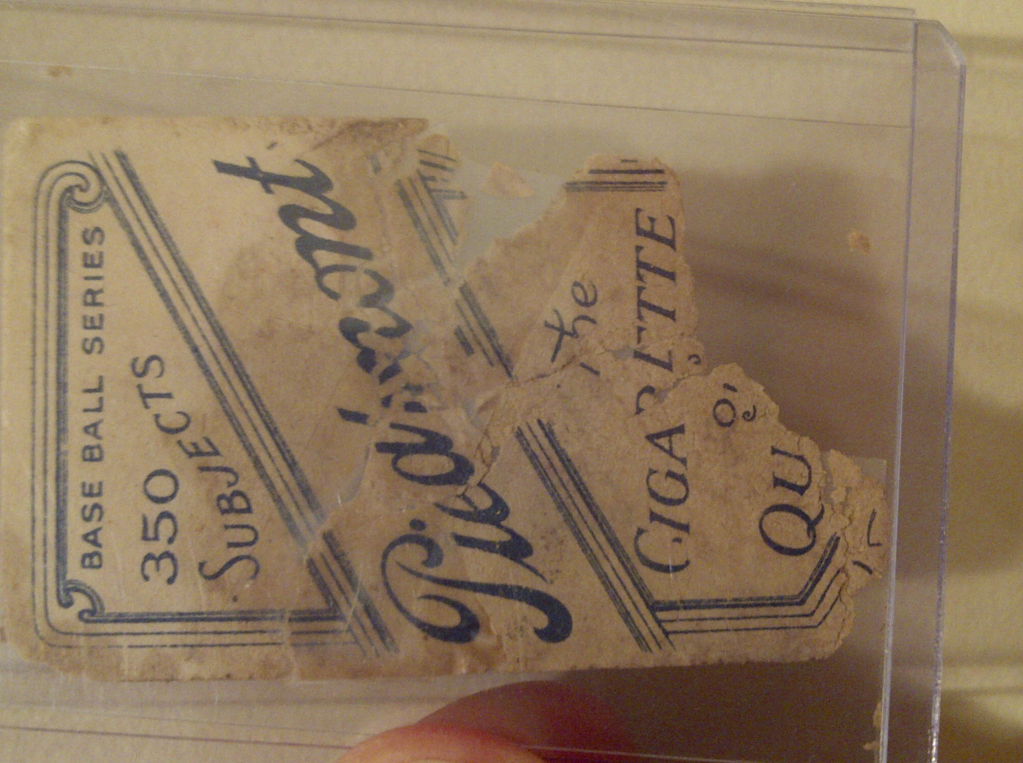 BASE BALL SERIES
350
SUBJECTS
Piedmont
The
CIGARETTE
O
QU